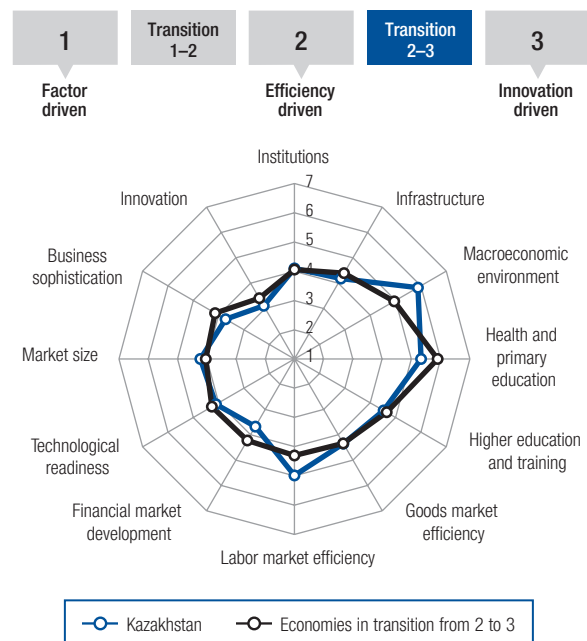 1
Transition
1–2
2
Transition
2–3
3
Factor
driven
Efficiency
driven
Innovation
driven
Institutions
Infrastructure
Macroeconomic
environment
Health and
primary
education
Higher education
and training
Goods market
efficiency
Labor market efficiency
Financial market
development
Technological
readiness
Market size
Business
sophistication
Innovation
7
6
5
4
3
2
1
Kazakhstan
Economies in transition from 2 to 3